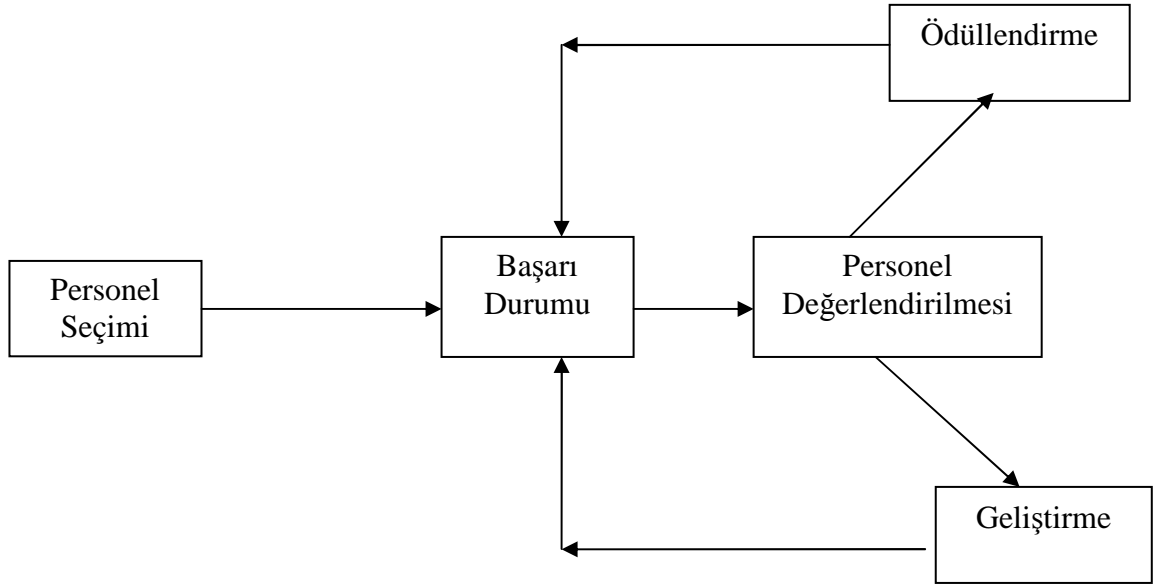 Ödüllendirme
Personel
Seçimi
Başarı
Durumu
Personel
Değerlendirilmesi
Geliştirme